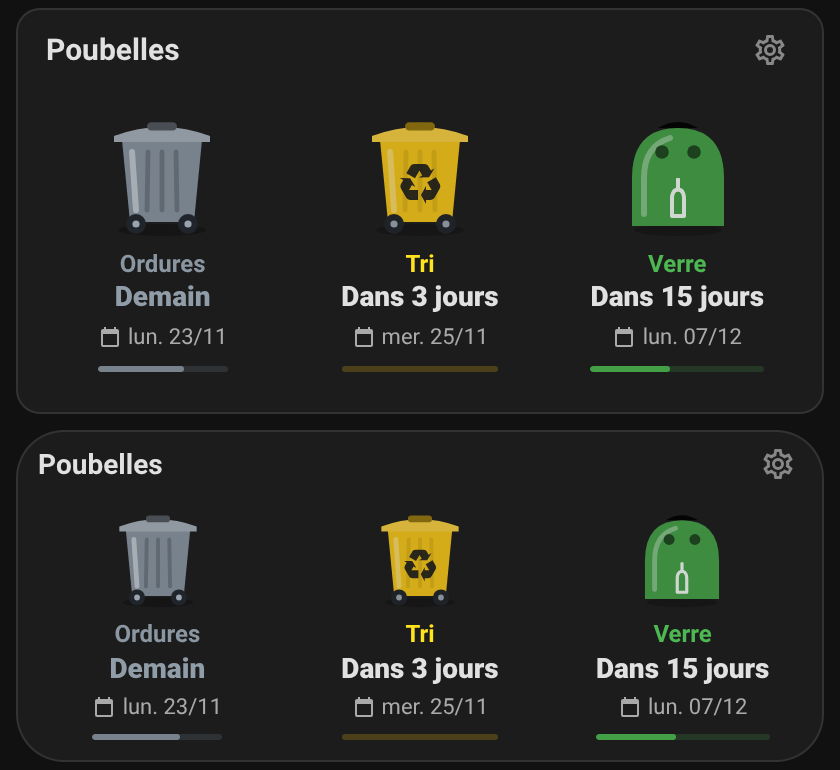 Poubelles
Ordures
Demain
lun. 23/11
Tri
Dans 3 jours
mer. 25/11
Verre
Dans 15 jours
lun. 07/12
Poubelles
Ordures
Demain
lun. 23/11
Tri
Dans 3 jours
mer. 25/11
Verre
Dans 15 jours
lun. 07/12